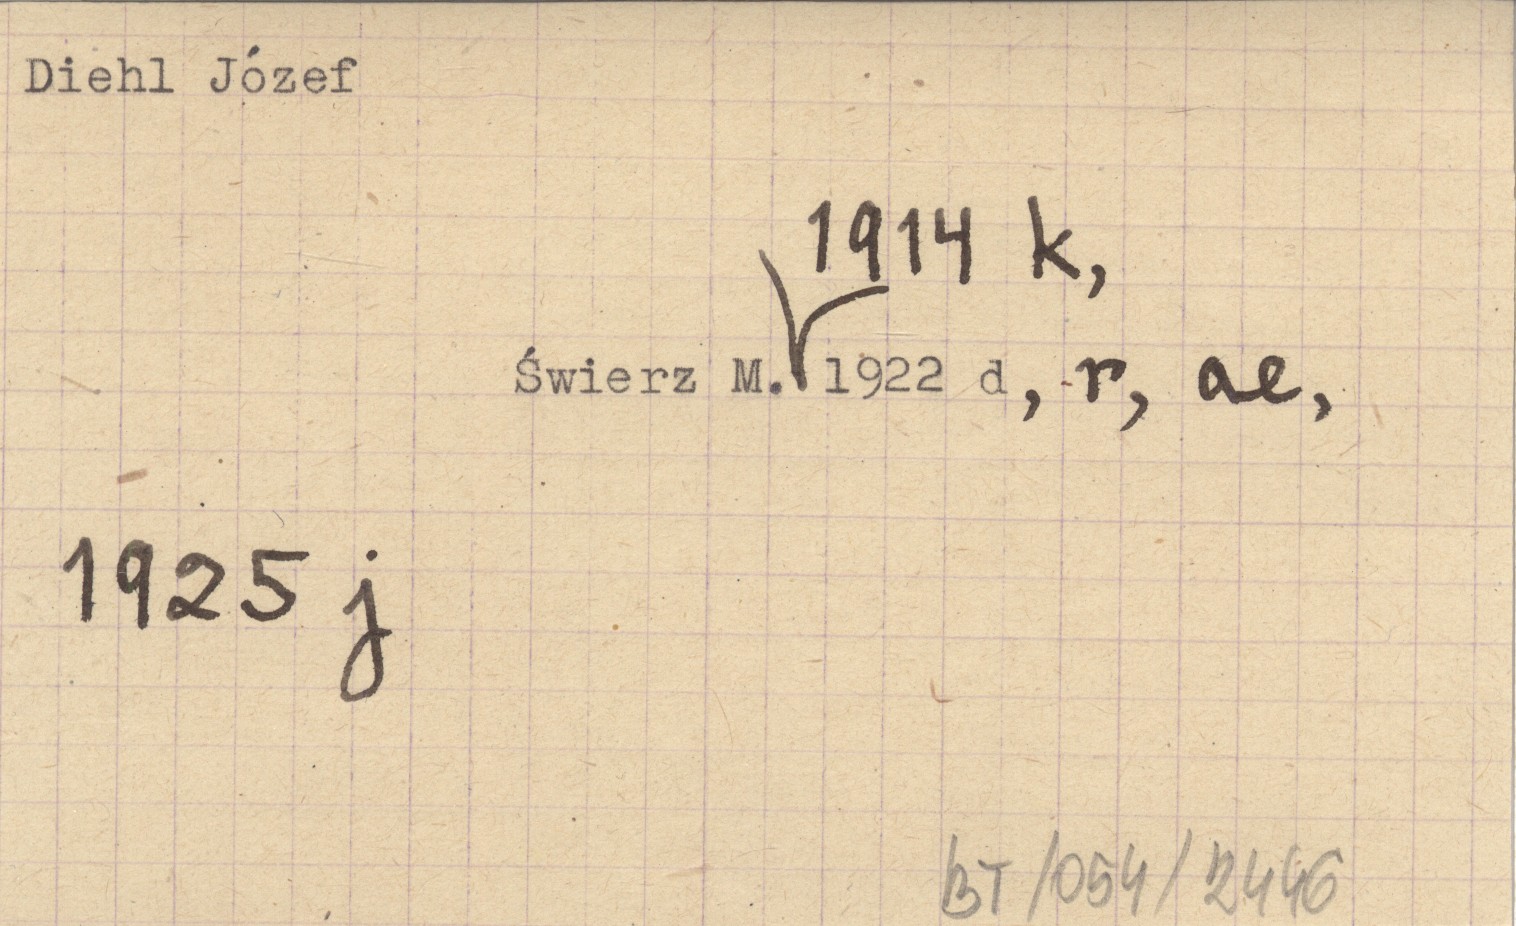 Diehl Józef
1914 k,
Świerz M. 1922 d, r, ae,
1925 j
BT/054/2446